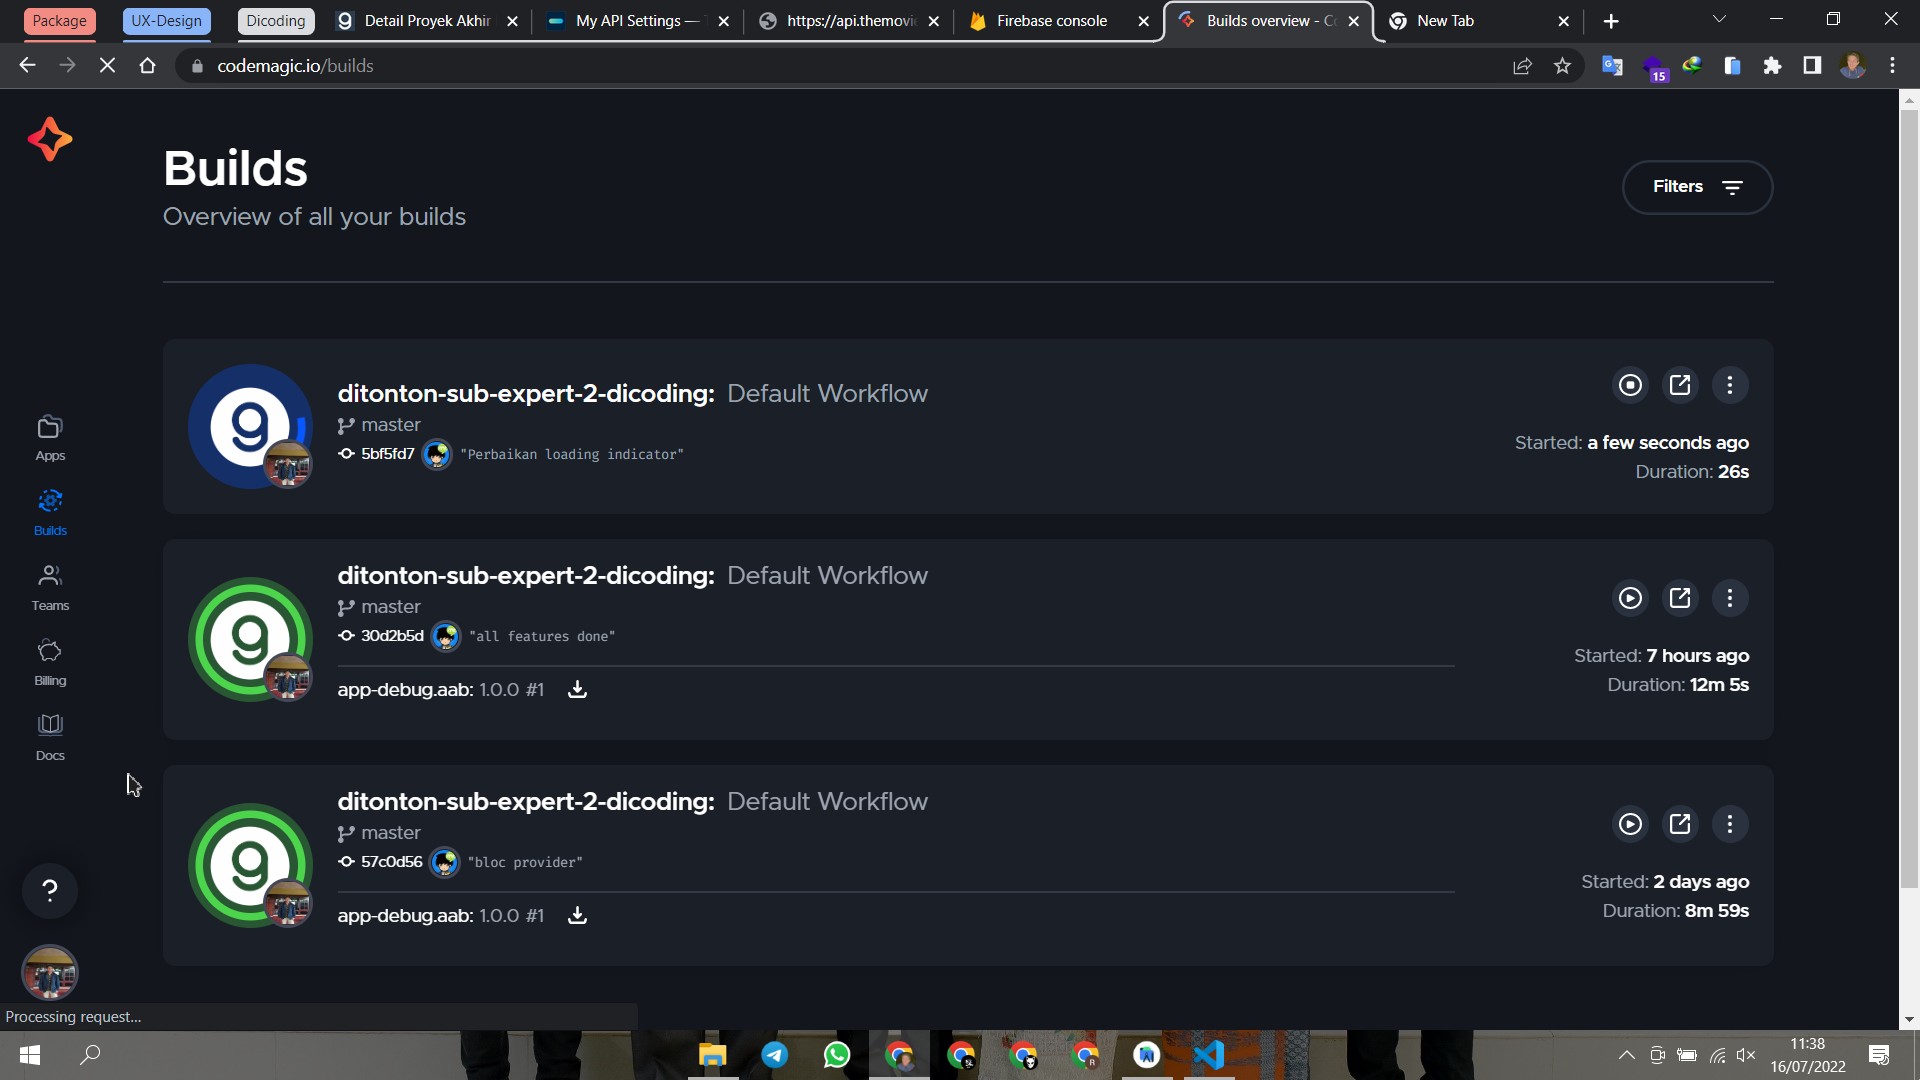 Package
UX-Design
Dicoding
Detail Proyek Akhir
My API Settings —
https://api.themovie
Firebase console
Builds overview - Co
New Tab
codemagic.io/builds
15
Builds
Overview of all your builds
Filters
Apps
Builds
Teams
Billing
Docs
?
ditonton-sub-expert-2-dicoding: Default Workflow
master
5bf5fd7 "Perbaikan loading indicator"
Started: a few seconds ago
Duration: 26s
ditonton-sub-expert-2-dicoding: Default Workflow
master
30d2b5d "all features done"
app-debug.aab: 1.0.0 #1
Started: 7 hours ago
Duration: 12m 5s
ditonton-sub-expert-2-dicoding: Default Workflow
master
57c0d56 "bloc provider"
app-debug.aab: 1.0.0 #1
Started: 2 days ago
Duration: 8m 59s
Processing request...
11:38
16/07/2022